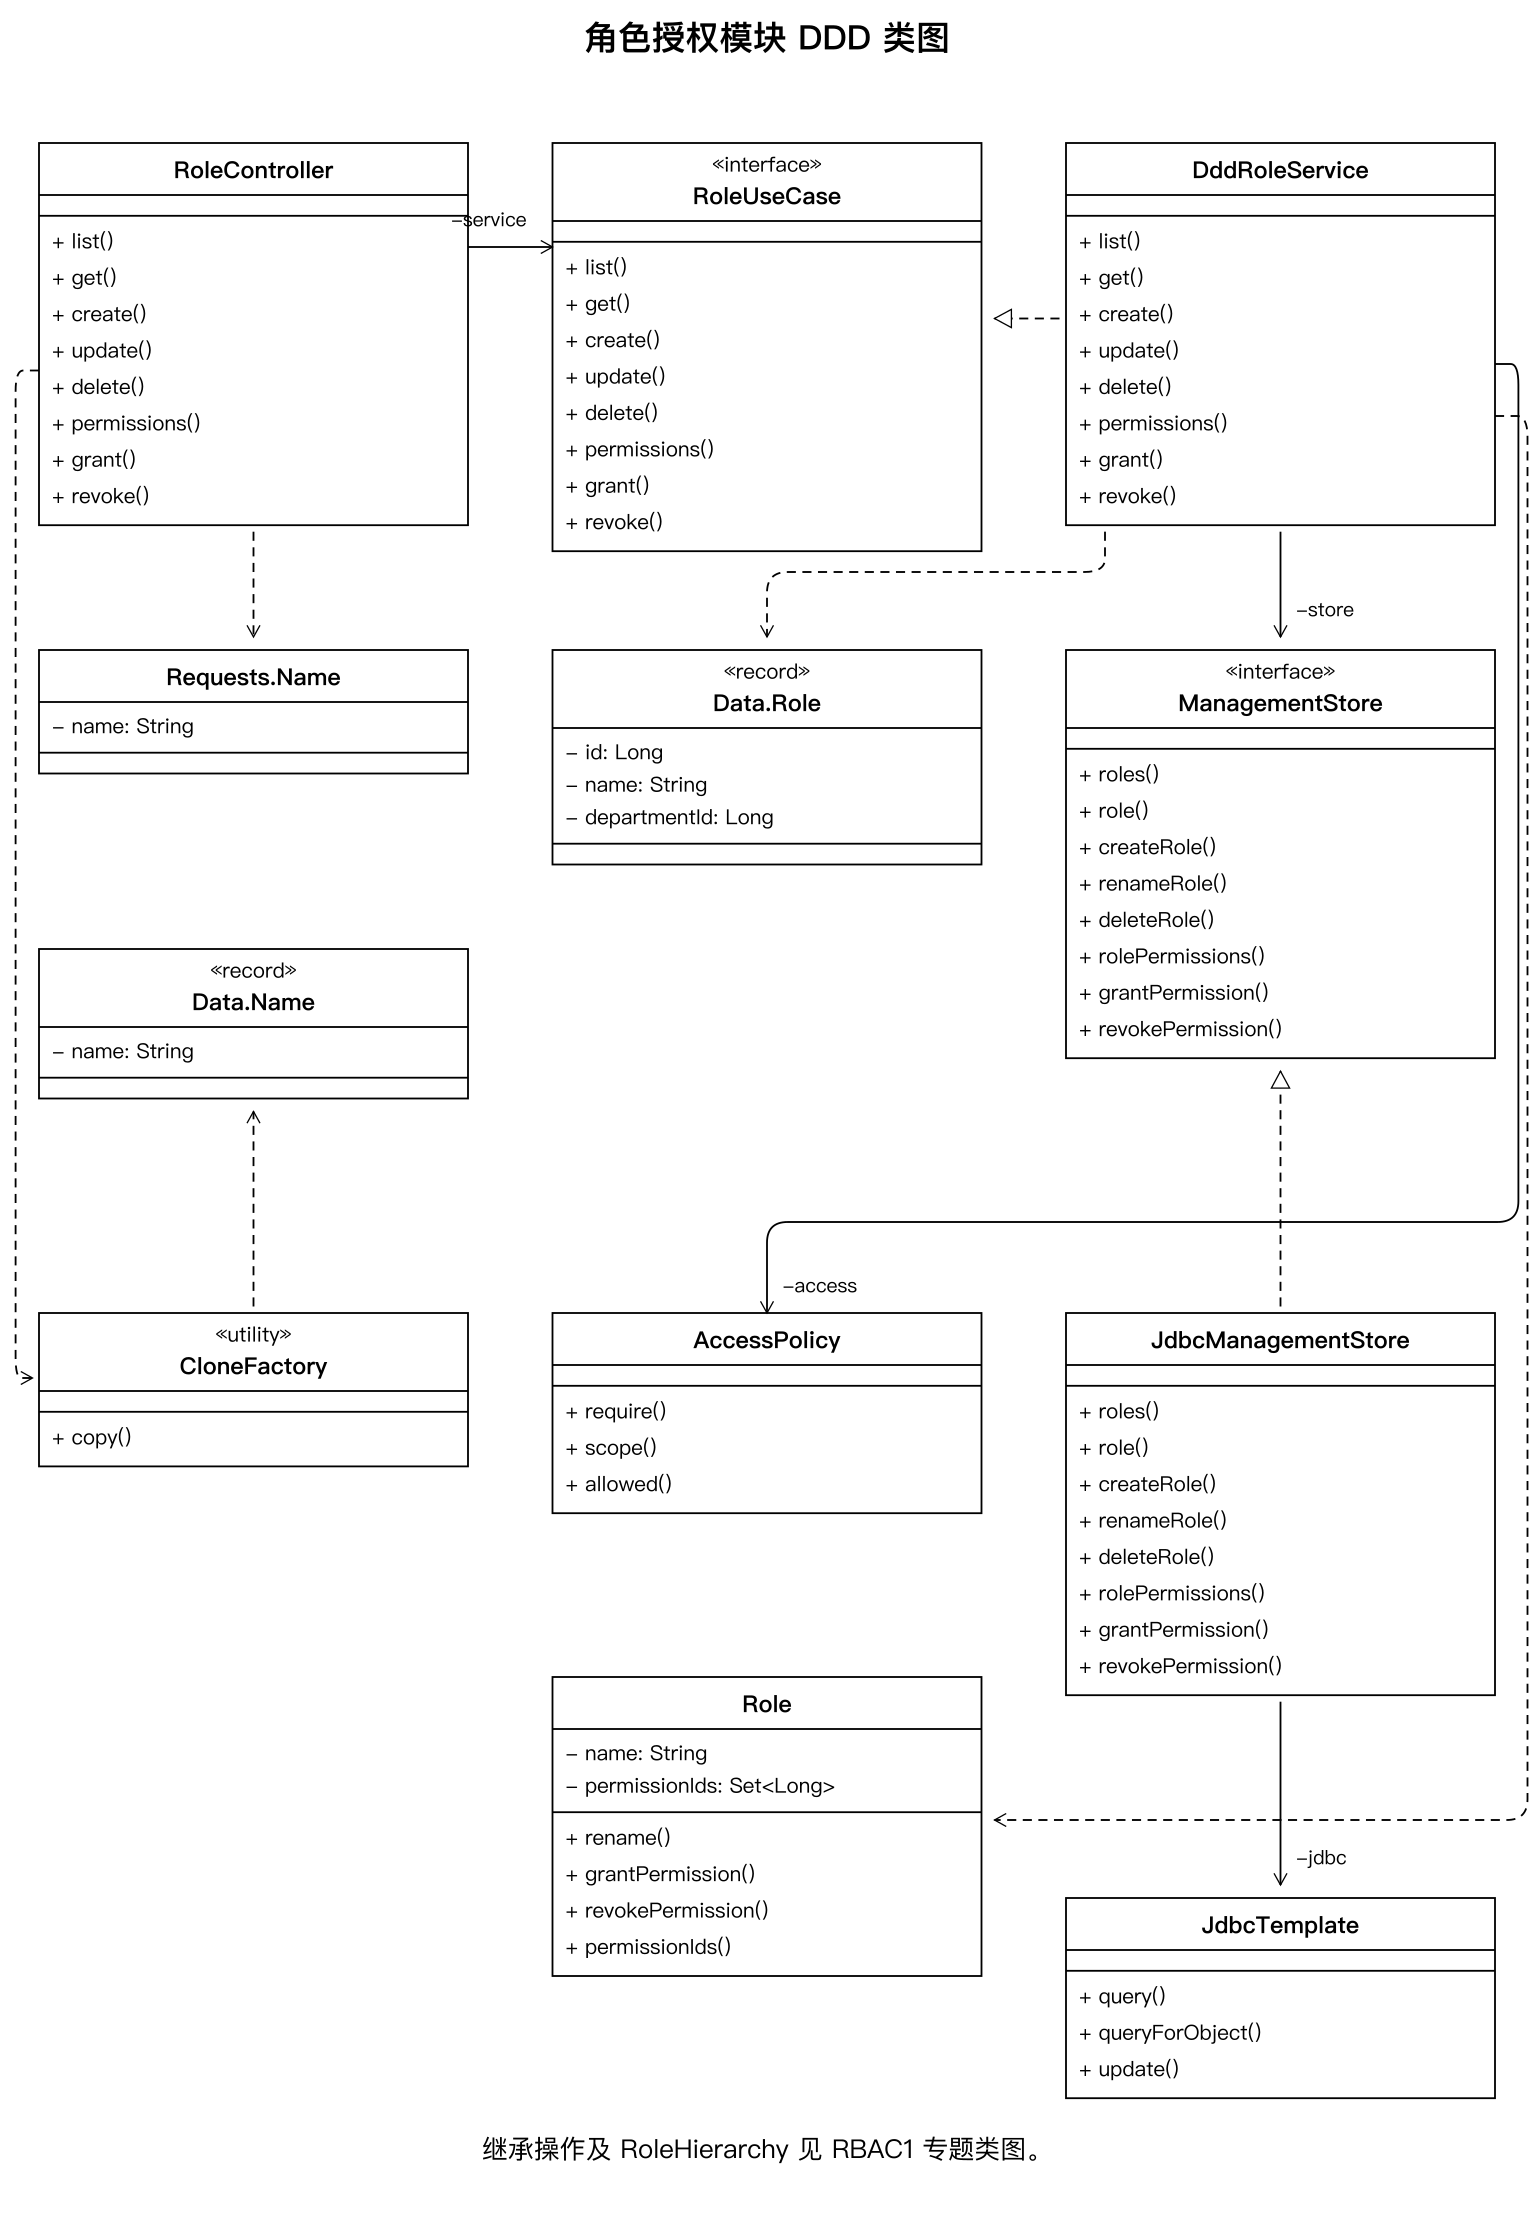 角色授权模块 DDD 类图
RoleController
+ list()
+ get()
+ create()
+ update()
+ delete()
+ permissions()
+ grant()
+ revoke()
–service
«interface»
RoleUseCase
+ list()
+ get()
+ create()
+ update()
+ delete()
+ permissions()
+ grant()
+ revoke()
DddRoleService
+ list()
+ get()
+ create()
+ update()
+ delete()
+ permissions()
+ grant()
+ revoke()
–store
Requests.Name
– name: String
«record»
Data.Role
– id: Long
– name: String
– departmentId: Long
«interface»
ManagementStore
+ roles()
+ role()
+ createRole()
+ renameRole()
+ deleteRole()
+ rolePermissions()
+ grantPermission()
+ revokePermission()
«record»
Data.Name
– name: String
–access
«utility»
CloneFactory
+ copy()
AccessPolicy
+ require()
+ scope()
+ allowed()
JdbcManagementStore
+ roles()
+ role()
+ createRole()
+ renameRole()
+ deleteRole()
+ rolePermissions()
+ grantPermission()
+ revokePermission()
Role
– name: String
– permissionIds: Set<Long>
+ rename()
+ grantPermission()
+ revokePermission()
+ permissionIds()
–jdbc
JdbcTemplate
+ query()
+ queryForObject()
+ update()
继承操作及 RoleHierarchy 见 RBAC1 专题类图。